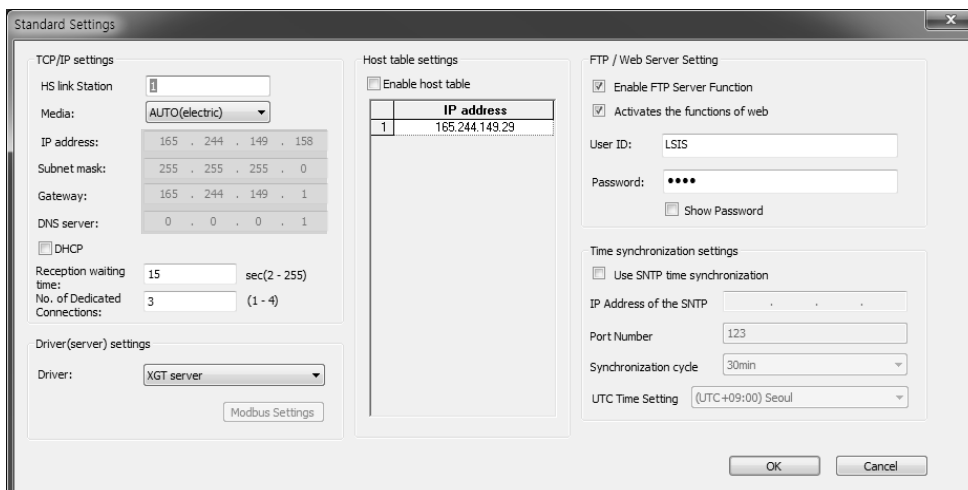 Standard Settings
x
TCP/IP settings
HS link Station 1
Media: AUTO(electric)
IP address: 165 . 244 . 149 . 158
Subnet mask: 255 . 255 . 255 . 0
Gateway: 165 . 244 . 149 . 1
DNS server: 0 . 0 . 0 . 1
DHCP
Reception waiting time: 15 sec(2 - 255)
No. of Dedicated Connections: 3 (1 - 4)
Driver(server) settings
Driver: XGT server
Modbus Settings
Host table settings
Enable host table
IP address
1 165.244.149.29
FTP / Web Server Setting
Enable FTP Server Function
Activates the functions of web
User ID: LSIS
Password: ●●●●
Show Password
Time synchronization settings
Use SNTP time synchronization
IP Address of the SNTP . . .
Port Number 123
Synchronization cycle 30min
UTC Time Setting (UTC+09:00) Seoul
OK Cancel